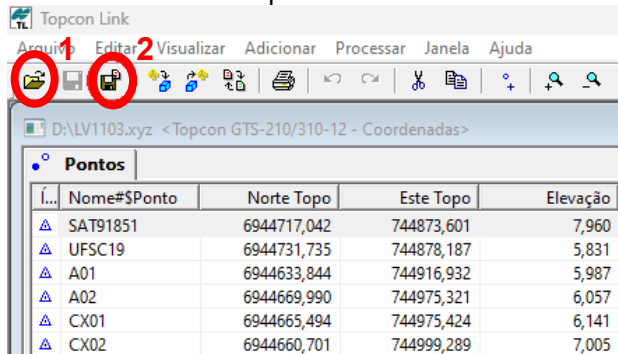 TL Topcon Link
Arquivo 1 Editar 2 Visualizar Adicionar Processar Janela Ajuda
D:\LV1103.xyz <Topcon GTS-210/310-12 - Coordenadas>
Pontos
Í... Nome#$Ponto Norte Topo Este Topo Elevação
SAT91851 6944717,042 744873,601 7,960
UFSC19 6944731,735 744878,187 5,831
A01 6944633,844 744916,932 5,987
A02 6944669,990 744975,321 6,057
CX01 6944665,494 744975,424 6,141
CX02 6944660,701 744999,289 7,005